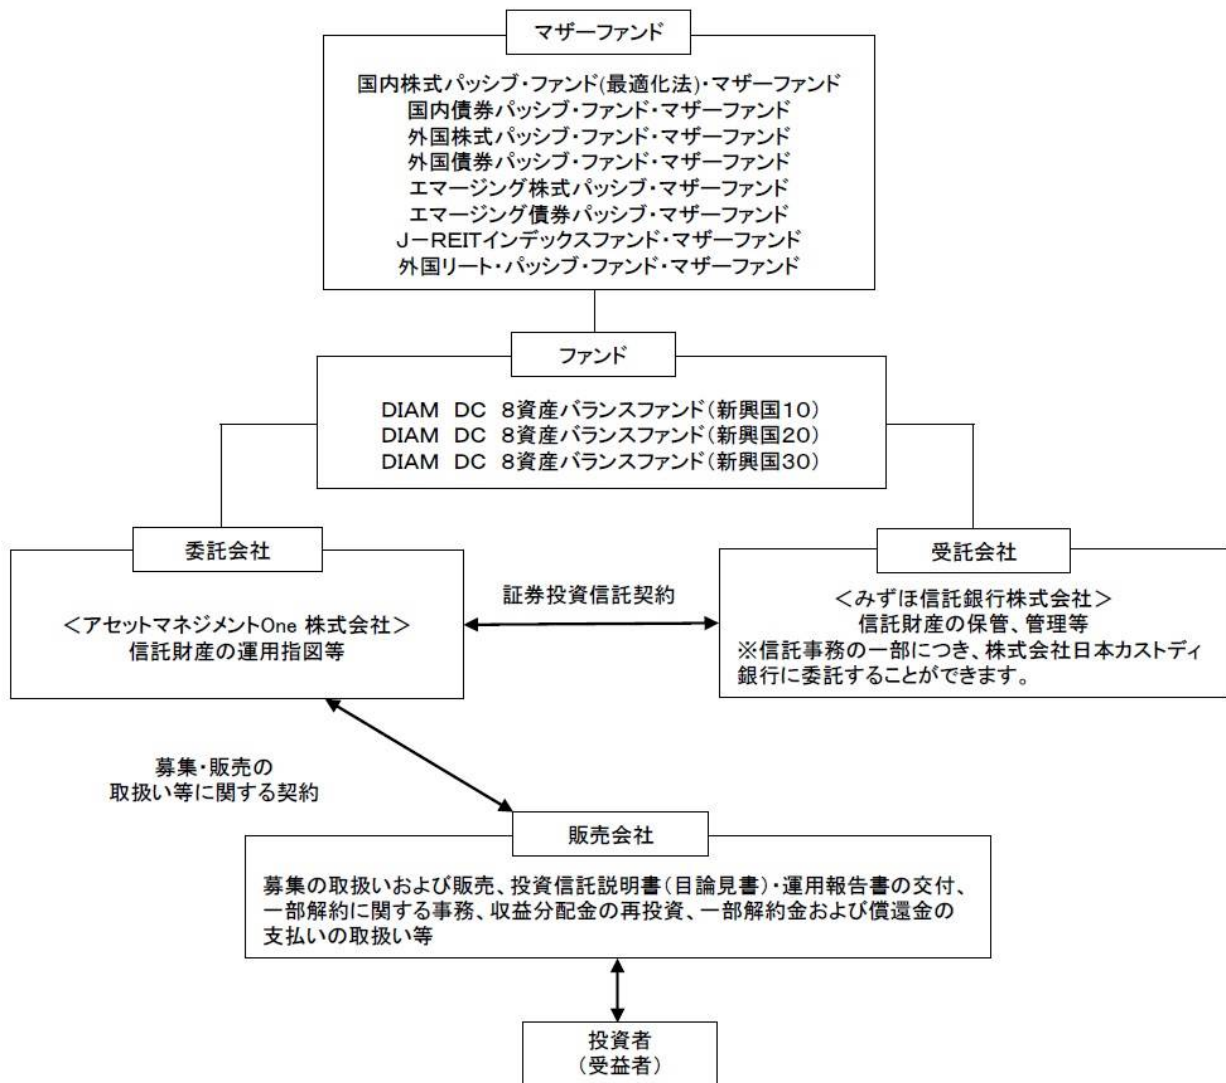 マザーファンド
国内株式パッシブ・ファンド(最適化法)・マザーファンド
国内債券パッシブ・ファンド・マザーファンド
外国株式パッシブ・ファンド・マザーファンド
外国債券パッシブ・ファンド・マザーファンド
エマージング株式パッシブ・マザーファンド
エマージング債券パッシブ・マザーファンド
J－REITインデックスファンド・マザーファンド
外国リート・パッシブ・ファンド・マザーファンド
ファンド
DIAM DC 8資産バランスファンド(新興国10)
DIAM DC 8資産バランスファンド(新興国20)
DIAM DC 8資産バランスファンド(新興国30)
委託会社
＜アセットマネジメントOne 株式会社＞
信託財産の運用指図等
証券投資信託契約
受託会社
＜みずほ信託銀行株式会社＞
信託財産の保管、管理等
※信託事務の一部につき、株式会社日本カストディ
銀行に委託することができます。
募集・販売の
取扱い等に関する契約
販売会社
募集の取扱いおよび販売、投資信託説明書(目論見書)・運用報告書の交付、
一部解約に関する事務、収益分配金の再投資、一部解約金および償還金の
支払いの取扱い等
投資者
(受益者)